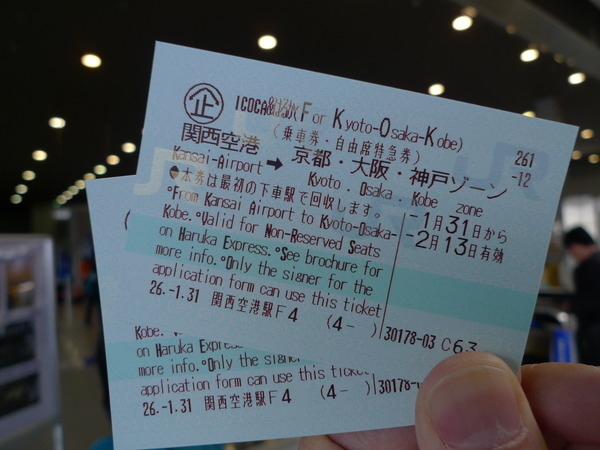 企 ICOCA&はるか(For Kyoto-Osaka-Kobe)
(乗車券・自由席特急券)
261
-12
関西空港 → 京都・大阪・神戸ゾーン
Kansai-Airport Kyoto . Osaka . Kobe zone
◆本券は最初の下車駅で回収します。
-1月31日から
-2月13日有効
°From Kansai Airport to Kyoto-Osaka-
Kobe.°Valid for Non-Reserved Seats
on Haruka Express.°See brochure for
more info.°Only the signer for the
application form can use this ticket
26.-1.31 関西空港駅F4 (4- ) 30178-03 C63
Kobe.
on Haruka
more info.°Only the signer
application form can use this ticket
26.-1.31 関西空港駅F4 (4- ) 30178-